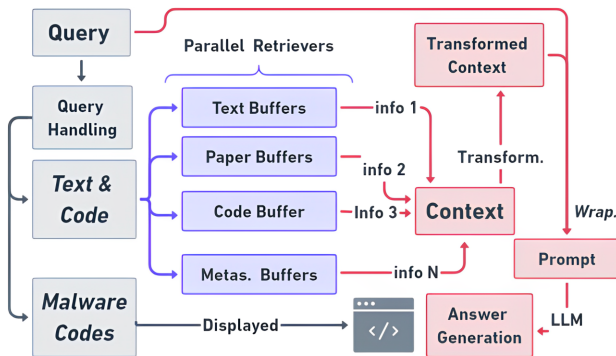 Query
Parallel Retrievers
Transformed
Context
Query
Handling
Text Buffers
info 1
Paper Buffers
info 2
Transform.
Text &
Code
Code Buffer
Info 3
Context
Wrap.
Metas. Buffers
info N
Prompt
Malware
Codes
Displayed
</>
Answer
Generation
LLM